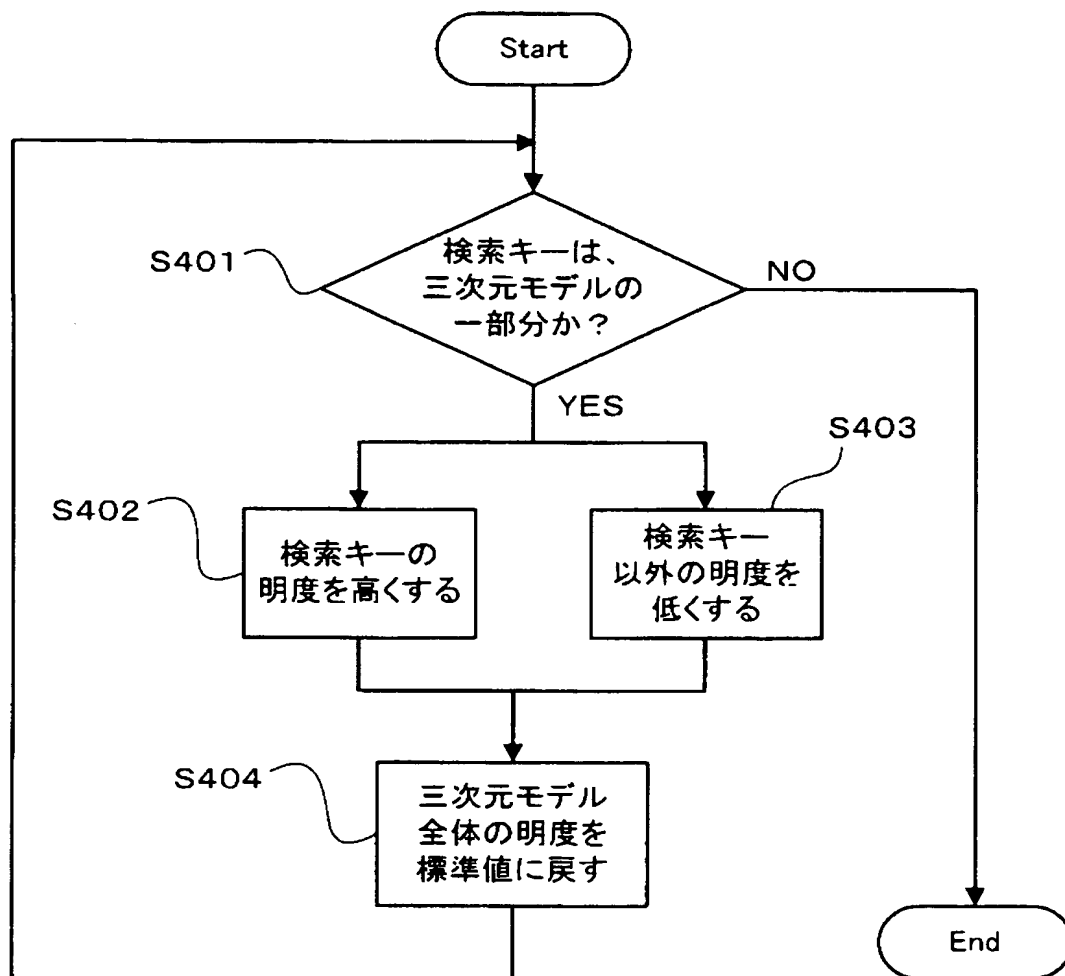 Start
S401
検索キーは、
三次元モデルの
一部分か?
NO
YES
S403
S402
検索キーの
明度を高くする
検索キー
以外の明度を
低くする
S404
三次元モデル
全体の明度を
標準値に戻す
End